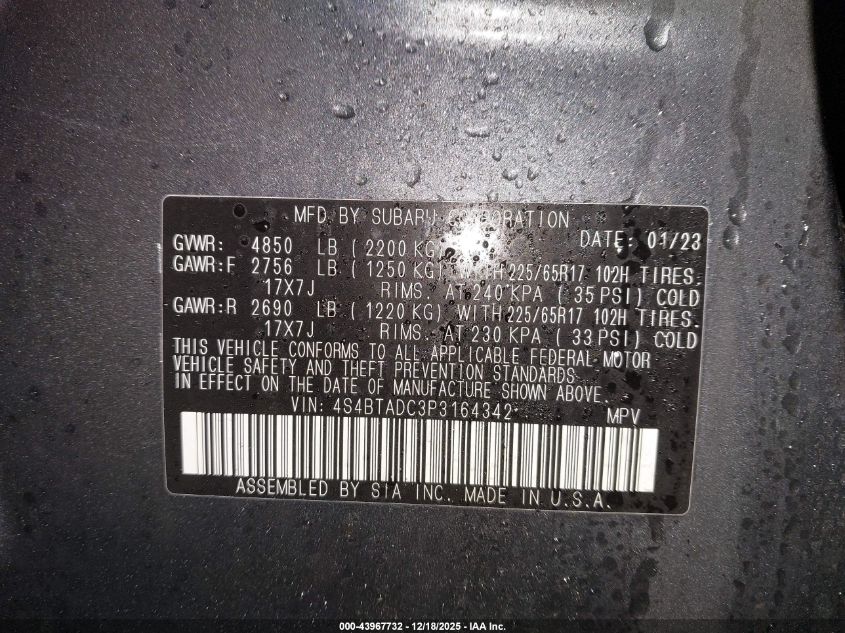 MFD. BY SUBARU CORPORATION
DATE: 01/23
GVWR: 4850 LB ( 2200 KG)
GAWR:F 2756 LB ( 1250 KG) WITH 225/65R17 102H TIRES.
17X7J RIMS. AT 240 KPA ( 35 PSI) COLD
GAWR:R 2690 LB ( 1220 KG) WITH 225/65R17 102H TIRES.
17X7J RIMS. AT 230 KPA ( 33 PSI) COLD
THIS VEHICLE CONFORMS TO ALL APPLICABLE FEDERAL MOTOR
VEHICLE SAFETY AND THEFT PREVENTION STANDARDS
IN EFFECT ON THE DATE OF MANUFACTURE SHOWN ABOVE.
VIN: 4S4BTADC3P3164342 MPV
ASSEMBLED BY SIA INC. MADE IN U.S.A.
000-43967732 - 12/18/2025 - IAA Inc.